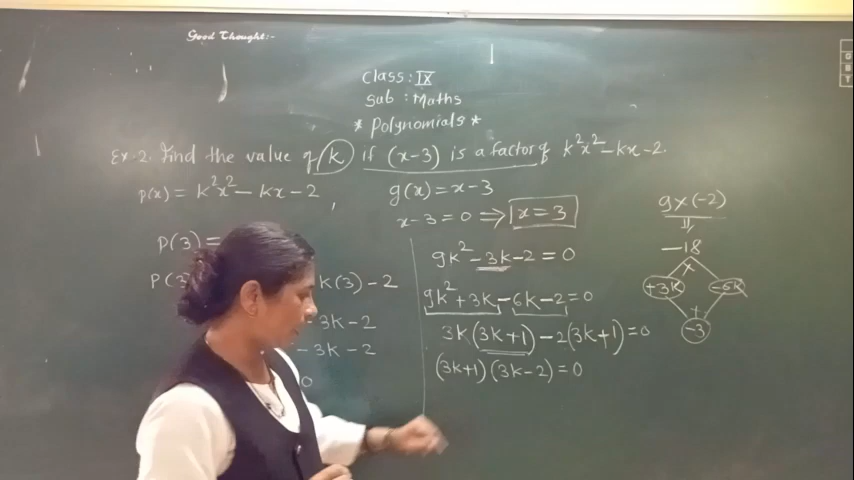 Good Thought:-
Class: IX
Sub : Maths
* Polynomials *
Ex-2. Find the value of k if (x-3) is a factor of k²x²-kx-2.
p(x) = k²x² - kx - 2 ,
g(x) = x-3
x-3 = 0 ⇒ x = 3
p(3) =
p(3) k(3) - 2
- 3k - 2
- 3k - 2
0
9k² - 3k - 2 = 0
9k² + 3k - 6k - 2 = 0
3k(3k+1) - 2(3k+1) = 0
(3k+1)(3k-2) = 0
9x(-2)
-18
x
+3k -6k
+
-3
G
B
T